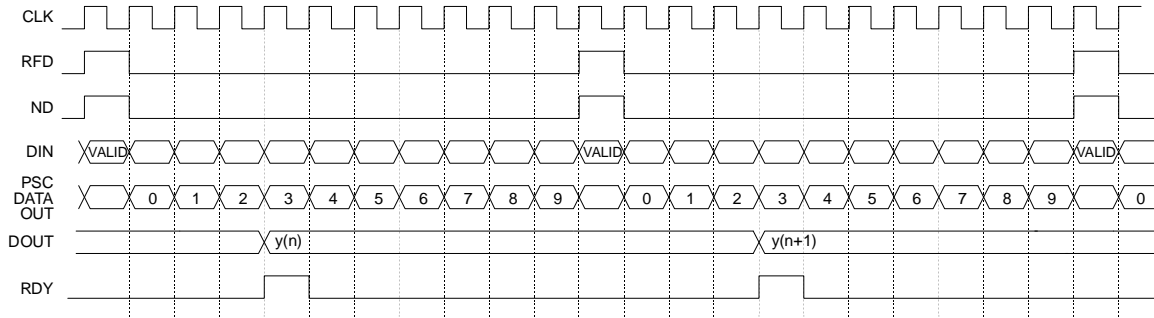 CLK
RFD
ND
DIN VALID VALID VALID
PSC
DATA
OUT
0 1 2 3 4 5 6 7 8 9 0 1 2 3 4 5 6 7 8 9 0
DOUT y(n) y(n+1)
RDY